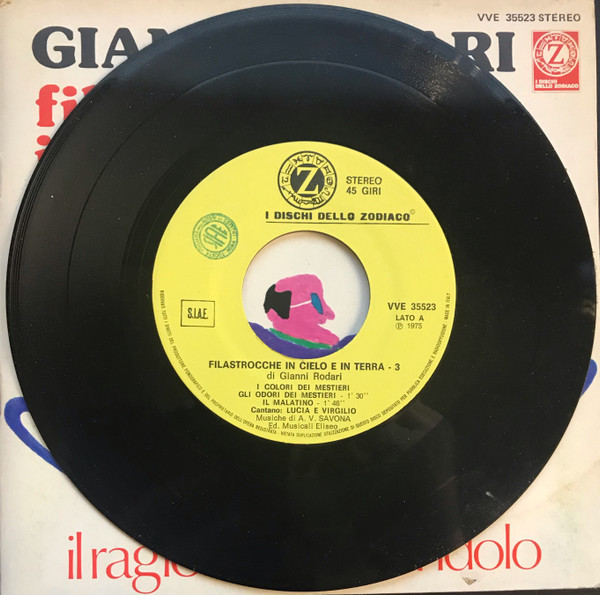 VVE 35523 STEREO
GIAN ARI
I DISCHI
DELLO ZODIACO
fil
Z
STEREO
45 GIRI
I DISCHI DELLO ZODIACO
S.I.A.E.
VVE 35523
LATO A
℗ 1975
FILASTROCCHE IN CIELO E IN TERRA - 3
di Gianni Rodari
I COLORI DEI MESTIERI
GLI ODORI DEI MESTIERI - 1' 30''
IL MALATINO - 1' 48''
Cantano: LUCIA E VIRGILIO
Musiche di A. V. SAVONA
Ed. Musicali Eliseo
il ragio ndolo